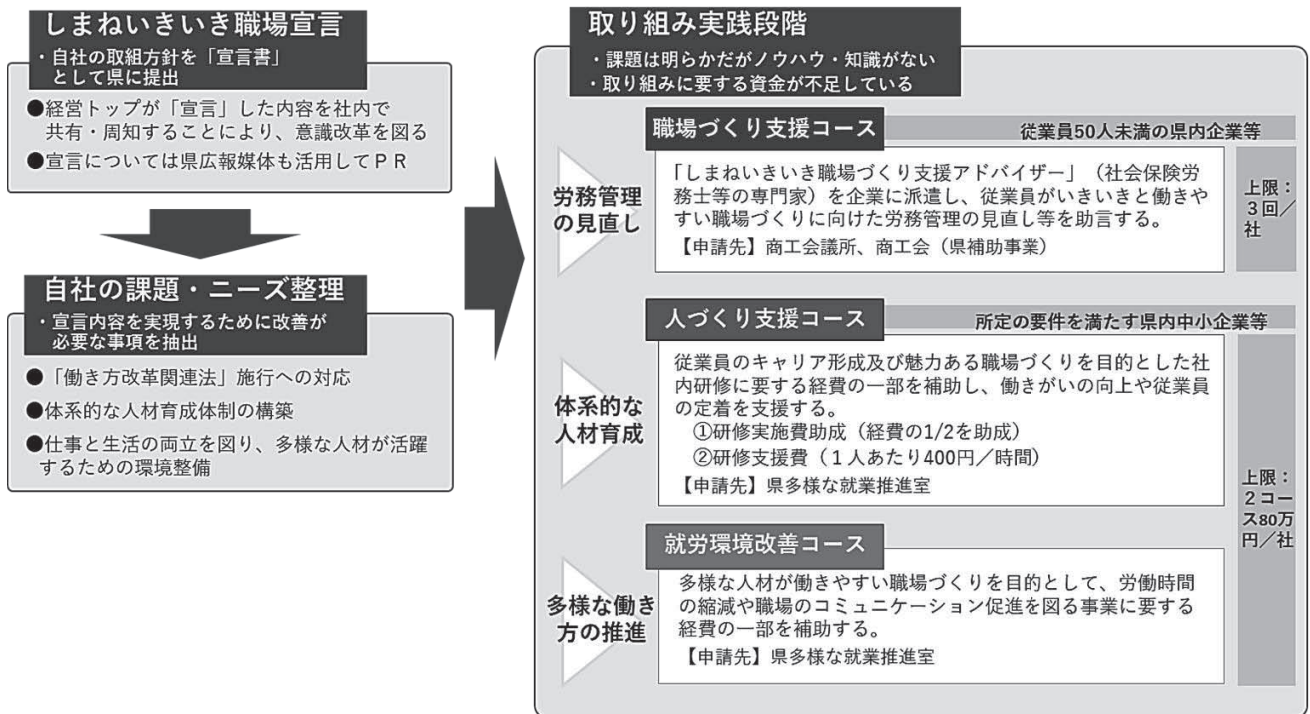 しまねいきいき職場宣言
・自社の取組方針を「宣言書」
として県に提出
●経営トップが「宣言」した内容を社内で
共有・周知することにより、意識改革を図る
●宣言については県広報媒体も活用してＰＲ
自社の課題・ニーズ整理
・宣言内容を実現するために改善が
必要な事項を抽出
●「働き方改革関連法」施行への対応
●体系的な人材育成体制の構築
●仕事と生活の両立を図り、多様な人材が活躍
するための環境整備
取り組み実践段階
・課題は明らかだがノウハウ・知識がない
・取り組みに要する資金が不足している
職場づくり支援コース
従業員50人未満の県内企業等
労務管理
の見直し
「しまねいきいき職場づくり支援アドバイザー」（社会保険労
務士等の専門家）を企業に派遣し、従業員がいきいきと働きや
すい職場づくりに向けた労務管理の見直し等を助言する。
【申請先】商工会議所、商工会（県補助事業）
上限：
３回／
社
人づくり支援コース
所定の要件を満たす県内中小企業等
体系的な
人材育成
従業員のキャリア形成及び魅力ある職場づくりを目的とした社
内研修に要する経費の一部を補助し、働きがいの向上や従業員
の定着を支援する。
①研修実施費助成（経費の1/2を助成）
②研修支援費（１人あたり400円／時間）
【申請先】県多様な就業推進室
上限：
２コー
ス80万
円／社
就労環境改善コース
多様な働き
方の推進
多様な人材が働きやすい職場づくりを目的として、労働時間
の縮減や職場のコミュニケーション促進を図る事業に要する
経費の一部を補助する。
【申請先】県多様な就業推進室